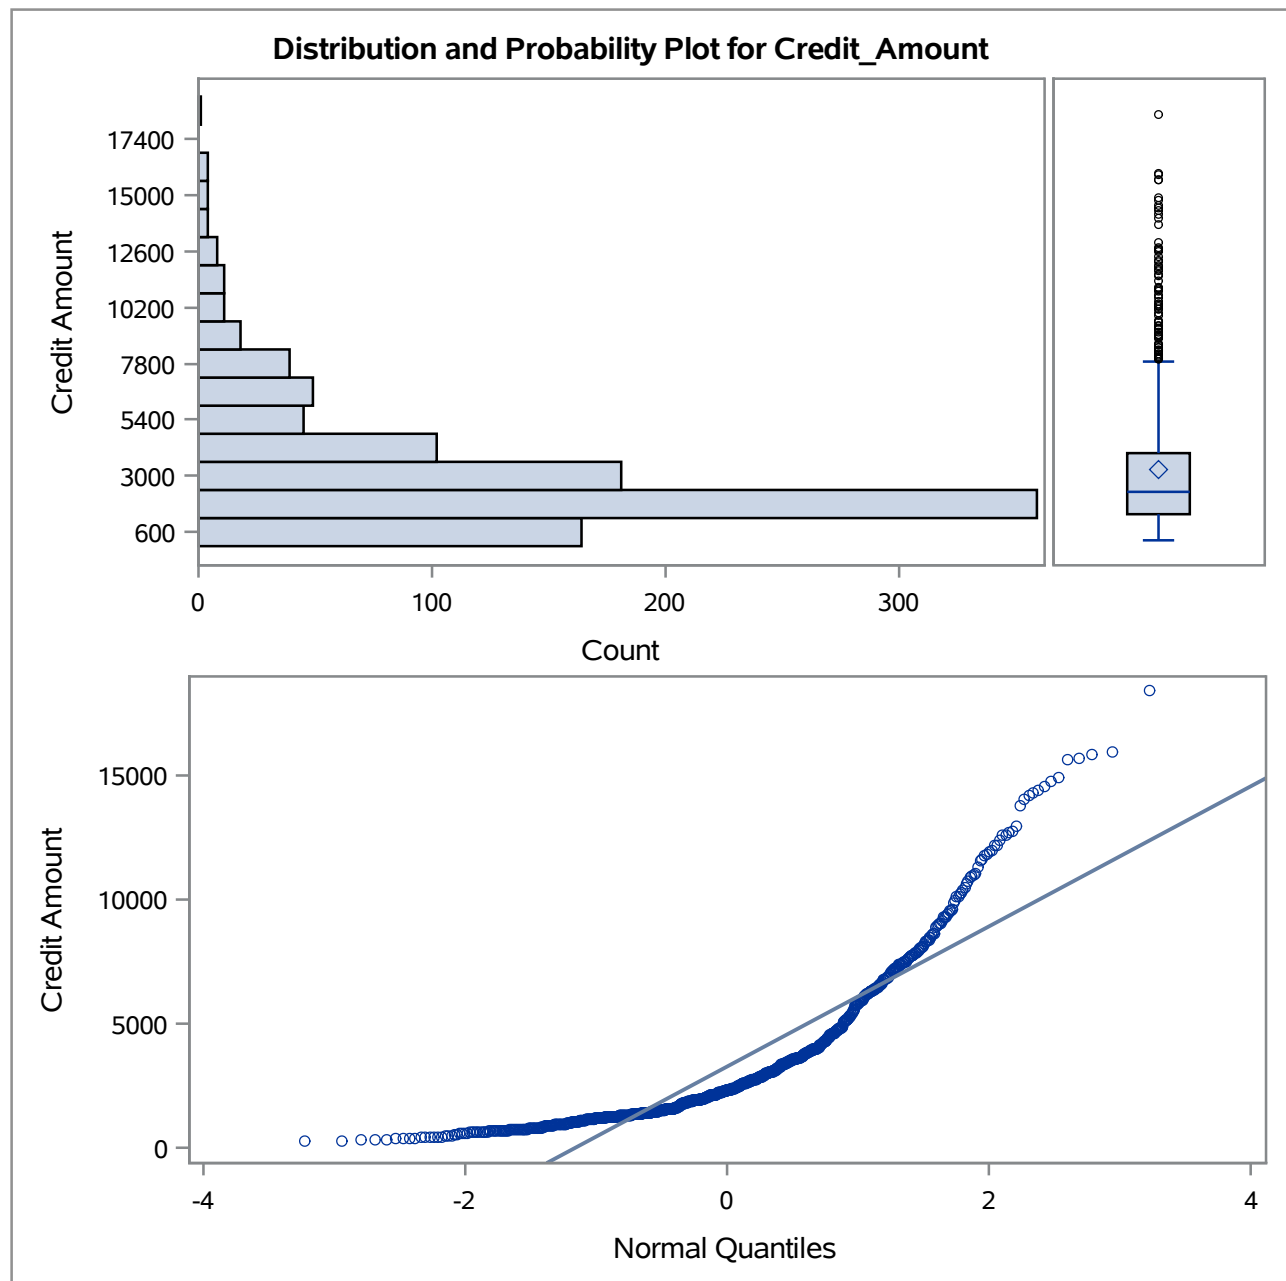 Distribution and Probability Plot for Credit_Amount
Credit Amount
17400
15000
12600
10200
7800
5400
3000
600
0 100 200 300
Count
Credit Amount
15000
10000
5000
0
-4 -2 0 2 4
Normal Quantiles